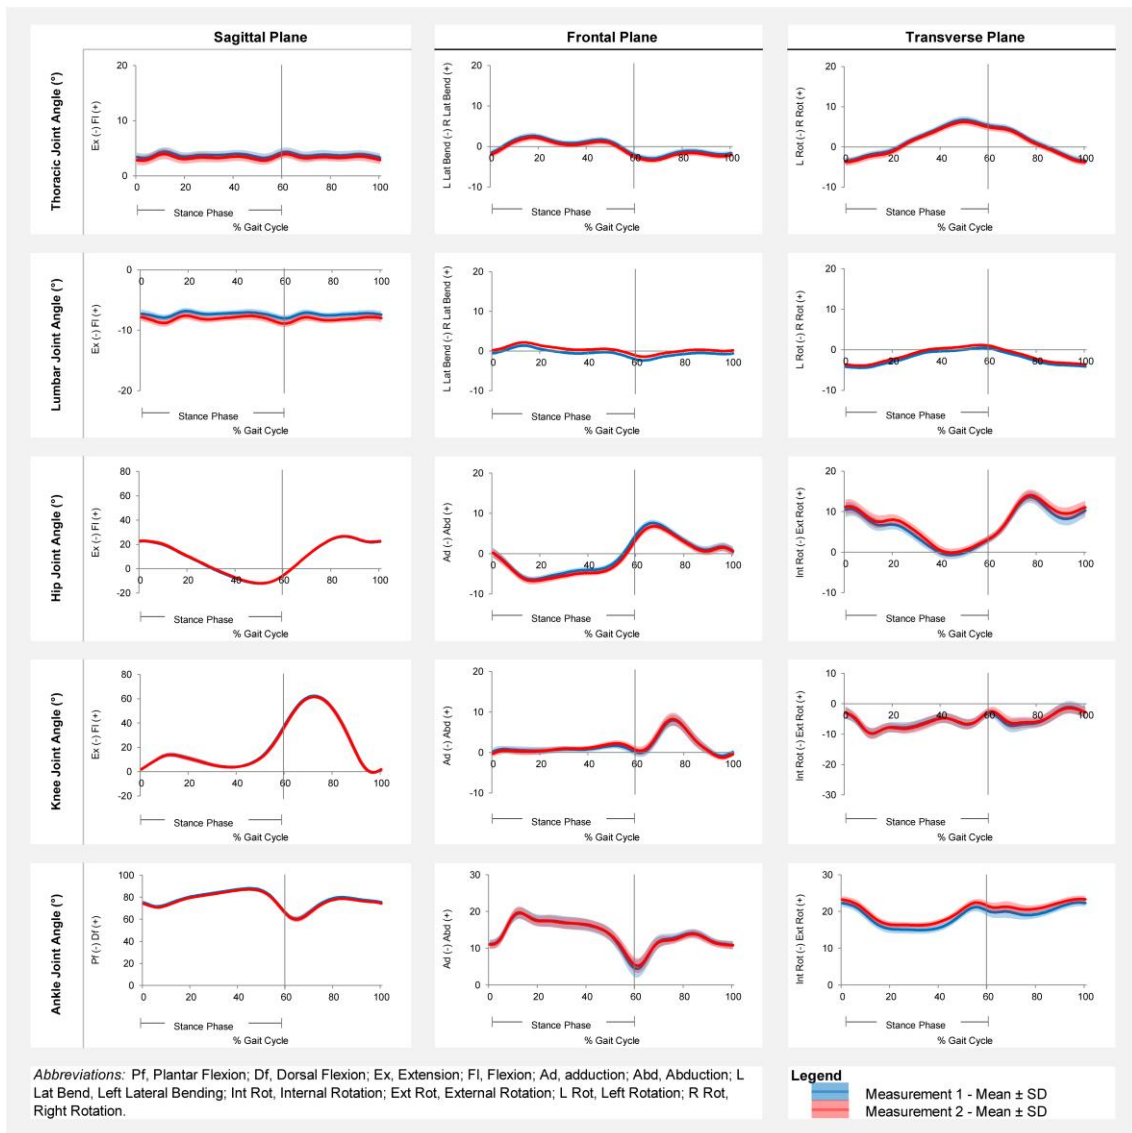 Sagittal Plane
Frontal Plane
Transverse Plane
Thoracic Joint Angle (°)
Ex (-) Fl (+)
20
10
0
0 20 40 60 80 100
Stance Phase
% Gait Cycle
L Lat Bend (-) R Lat Bend (+)
20
10
0
-10
20 40 60 80 100
Stance Phase
% Gait Cycle
L Rot (-) R Rot (+)
20
10
0
-10
0 20 40 60 80 100
Stance Phase
% Gait Cycle
Lumbar Joint Angle (°)
Ex (-) Fl (+)
0
-10
-20
0 20 40 60 80 100
Stance Phase
% Gait Cycle
L Lat Bend (-) R Lat Bend (+)
20
10
0
-10
0 20 40 60 80 100
Stance Phase
% Gait Cycle
L Rot (-) R Rot (+)
20
10
0
-10
0 20 40 60 80 100
Stance Phase
% Gait Cycle
Hip Joint Angle (°)
Ex (-) Fl (+)
80
60
40
20
0
-20
0 20 40 60 80 100
Stance Phase
% Gait Cycle
Ad (-) Abd (+)
20
10
0
-10
0 20 40 60 80 100
Stance Phase
% Gait Cycle
Int Rot (-) Ext Rot (+)
20
10
0
-10
0 20 40 60 80 100
Stance Phase
% Gait Cycle
Knee Joint Angle (°)
Ex (-) Fl (+)
80
60
40
20
0
-20
0 20 40 60 80 100
Stance Phase
% Gait Cycle
Ad (-) Abd (+)
20
10
0
-10
0 20 40 60 80 100
Stance Phase
% Gait Cycle
Int Rot (-) Ext Rot (+)
10
0
-10
-20
-30
0 20 40 60 80 100
Stance Phase
% Gait Cycle
Ankle Joint Angle (°)
Pf (-) Df (+)
100
80
60
40
20
0
0 20 40 60 80 100
Stance Phase
% Gait Cycle
Ad (-) Abd (+)
30
20
10
0
0 20 40 60 80 100
Stance Phase
% Gait Cycle
Int Rot (-) Ext Rot (+)
30
20
10
0
0 20 40 60 80 100
Stance Phase
% Gait Cycle
Abbreviations: Pf, Plantar Flexion; Df, Dorsal Flexion; Ex, Extension; Fl, Flexion; Ad, adduction; Abd, Abduction; L
Lat Bend, Left Lateral Bending; Int Rot, Internal Rotation; Ext Rot, External Rotation; L Rot, Left Rotation; R Rot,
Right Rotation.
Legend
Measurement 1 - Mean ± SD
Measurement 2 - Mean ± SD